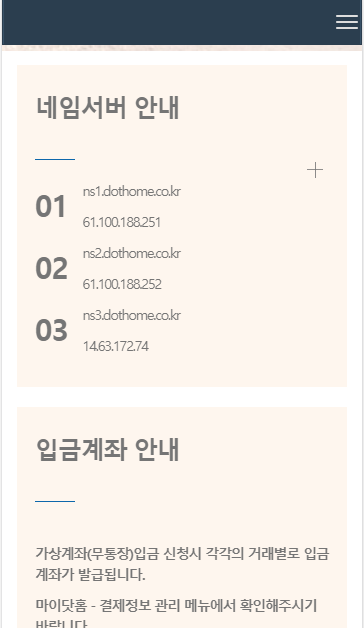 네임서버 안내
01
ns1.dothome.co.kr
61.100.188.251
02
ns2.dothome.co.kr
61.100.188.252
03
ns3.dothome.co.kr
14.63.172.74
입금계좌 안내
가상계좌(무통장)입금 신청시 각각의 거래별로 입금
계좌가 발급됩니다.
마이닷홈 - 결제정보 관리 메뉴에서 확인해주시기
바랍니다